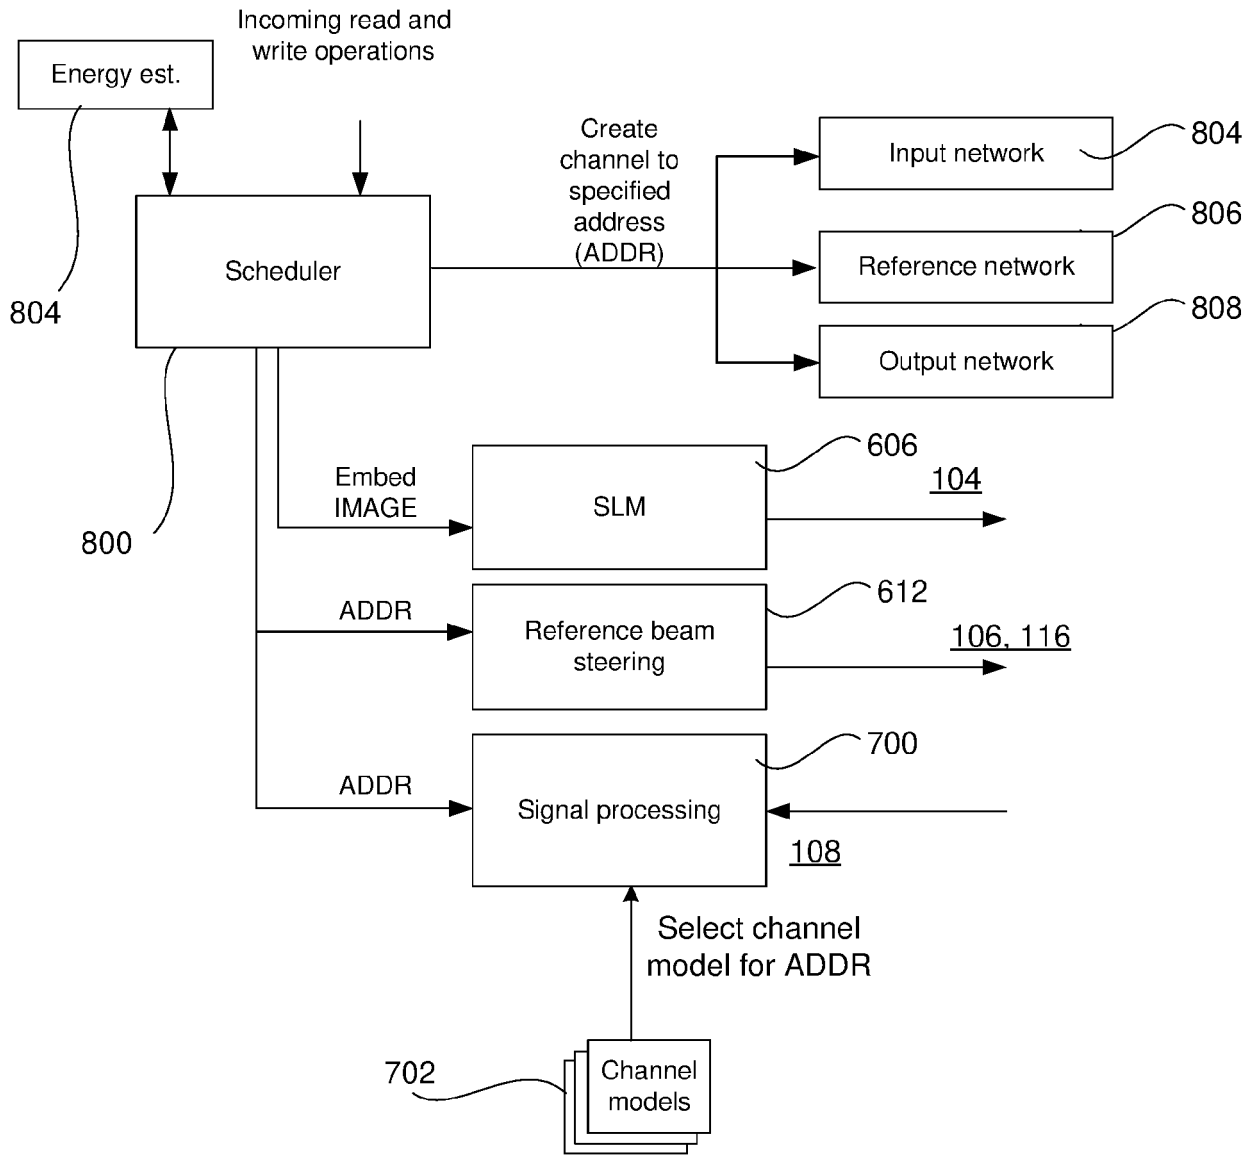 Incoming read and
write operations
Energy est.
804
Scheduler
800
Create
channel to
specified
address
(ADDR)
Input network
804
Reference network
806
Output network
808
Embed
IMAGE
SLM
606
104
ADDR
Reference beam
steering
612
106, 116
ADDR
Signal processing
700
108
Select channel
model for ADDR
702
Channel
models